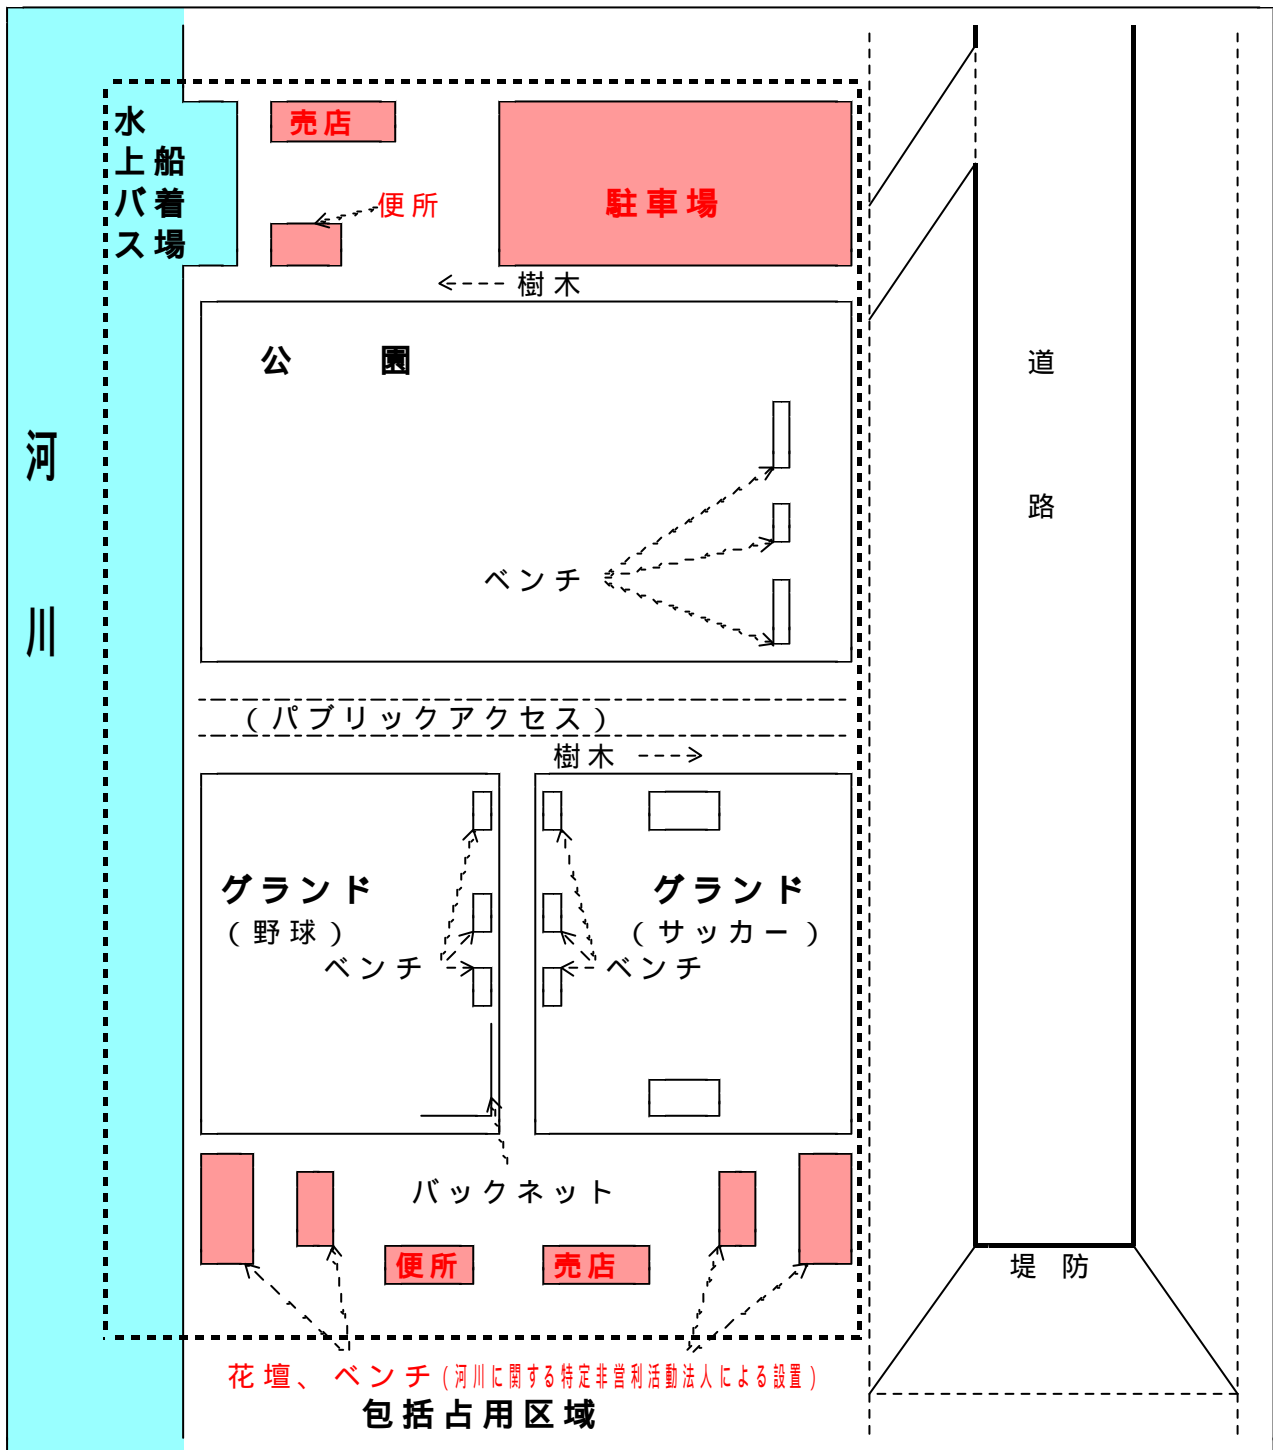 水上バス
船着場
売店
便所
駐車場
樹木
公園
河川
道路
ベンチ
(パブリックアクセス)
樹木
グランド
(野球)
ベンチ
グランド
(サッカー)
ベンチ
バックネット
便所
売店
堤防
花壇、ベンチ(河川に関する特定非営利活動法人による設置)
包括占用区域